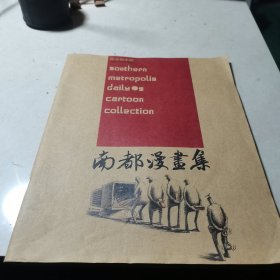 southern
metropolis
daily
cartoon
collection
南都漫畫集